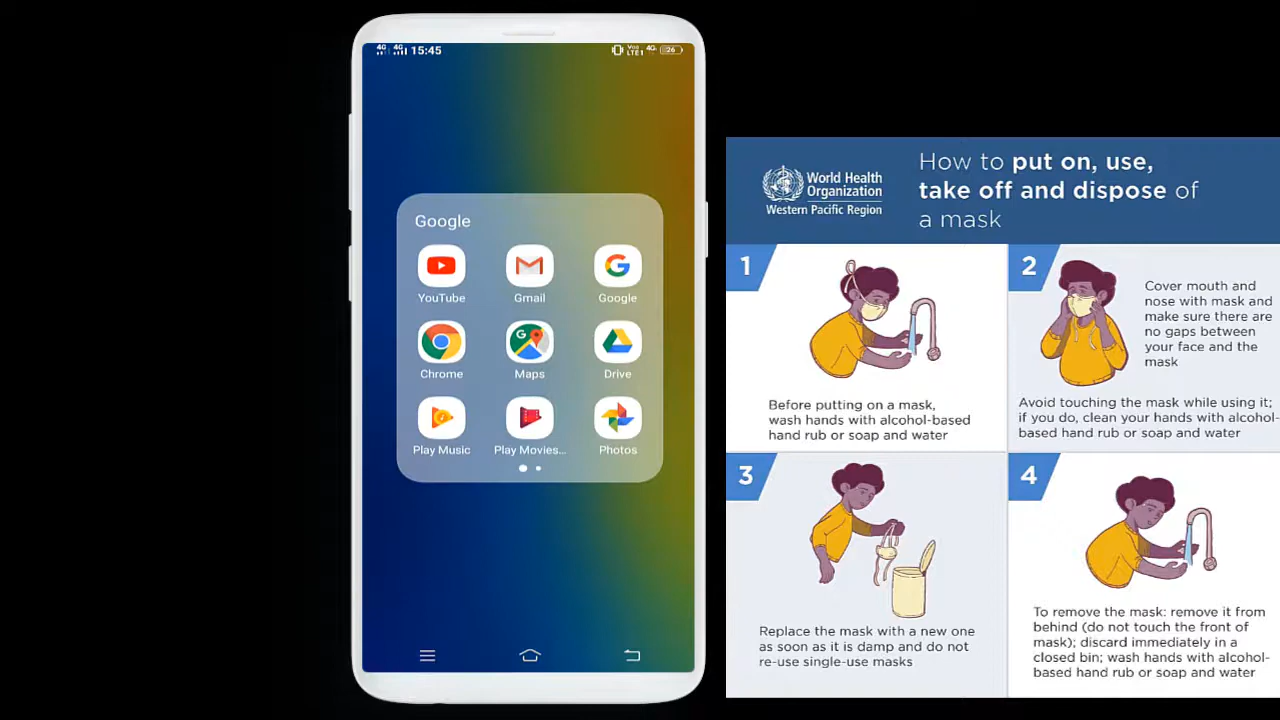 4G 4G 15:45
LTE1 4G 26
Google
YouTube
Gmail
Google
Chrome
Maps
Drive
Play Music
Play Movies...
Photos
World Health
Organization
Western Pacific Region
How to put on, use,
take off and dispose of
a mask
1
Before putting on a mask,
wash hands with alcohol-based
hand rub or soap and water
2
Cover mouth and
nose with mask and
make sure there are
no gaps between
your face and the
mask
Avoid touching the mask while using it;
if you do, clean your hands with alcohol-
based hand rub or soap and water
3
Replace the mask with a new one
as soon as it is damp and do not
re-use single-use masks
4
To remove the mask: remove it from
behind (do not touch the front of
mask); discard immediately in a
closed bin; wash hands with alcohol-
based hand rub or soap and water